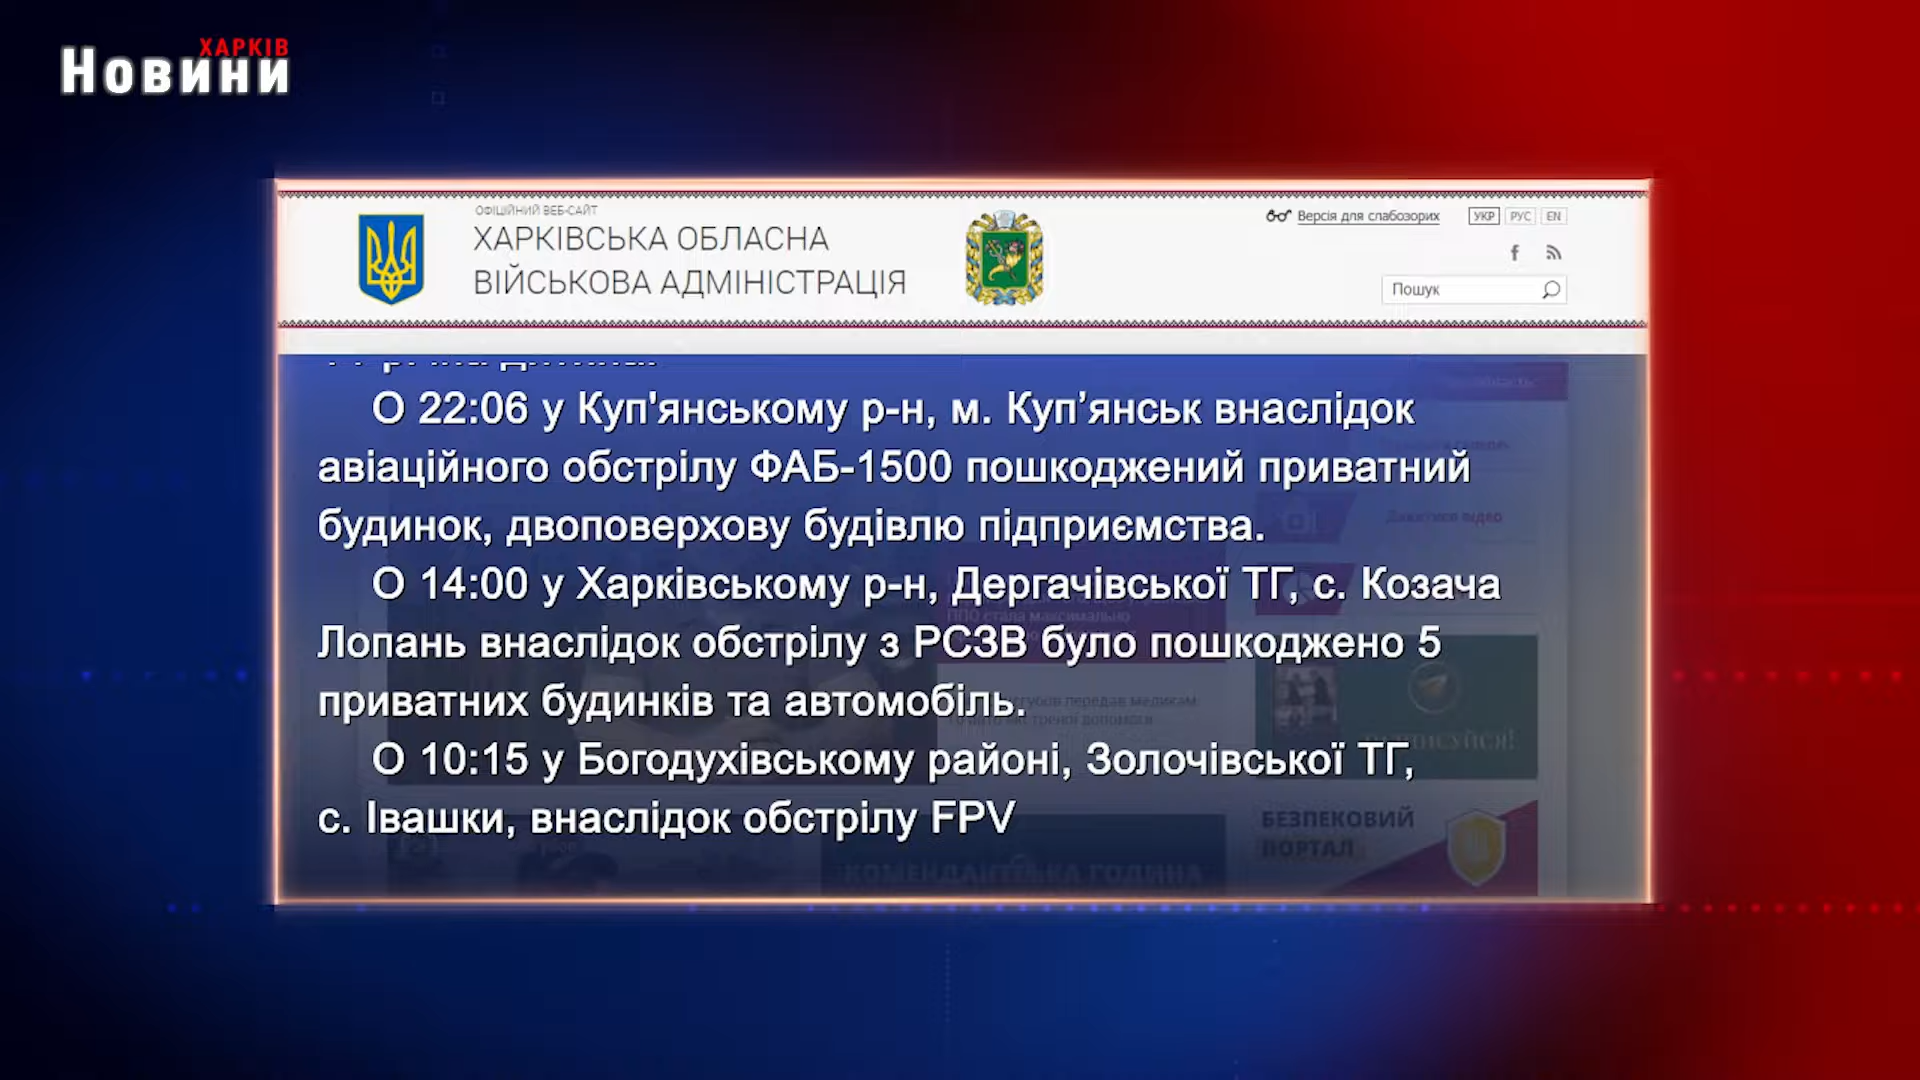 ХАРКІВ
Новини
ОФІЦІЙНИЙ ВЕБ-САЙТ
ХАРКІВСЬКА ОБЛАСНА
ВІЙСЬКОВА АДМІНІСТРАЦІЯ
Версія для слабозорих
УКР РУС EN
Пошук
О 22:06 у Куп'янському р-н, м. Куп’янськ внаслідок
авіаційного обстрілу ФАБ-1500 пошкоджений приватний
будинок, двоповерхову будівлю підприємства.
О 14:00 у Харківському р-н, Дергачівської ТГ, с. Козача
Лопань внаслідок обстрілу з РСЗВ було пошкоджено 5
приватних будинків та автомобіль.
О 10:15 у Богодухівському районі, Золочівської ТГ,
с. Івашки, внаслідок обстрілу FPV
БЕЗПЕКОВИЙ
ПОРТАЛ
КОМЕНДАНТСЬКА ГОДИНА